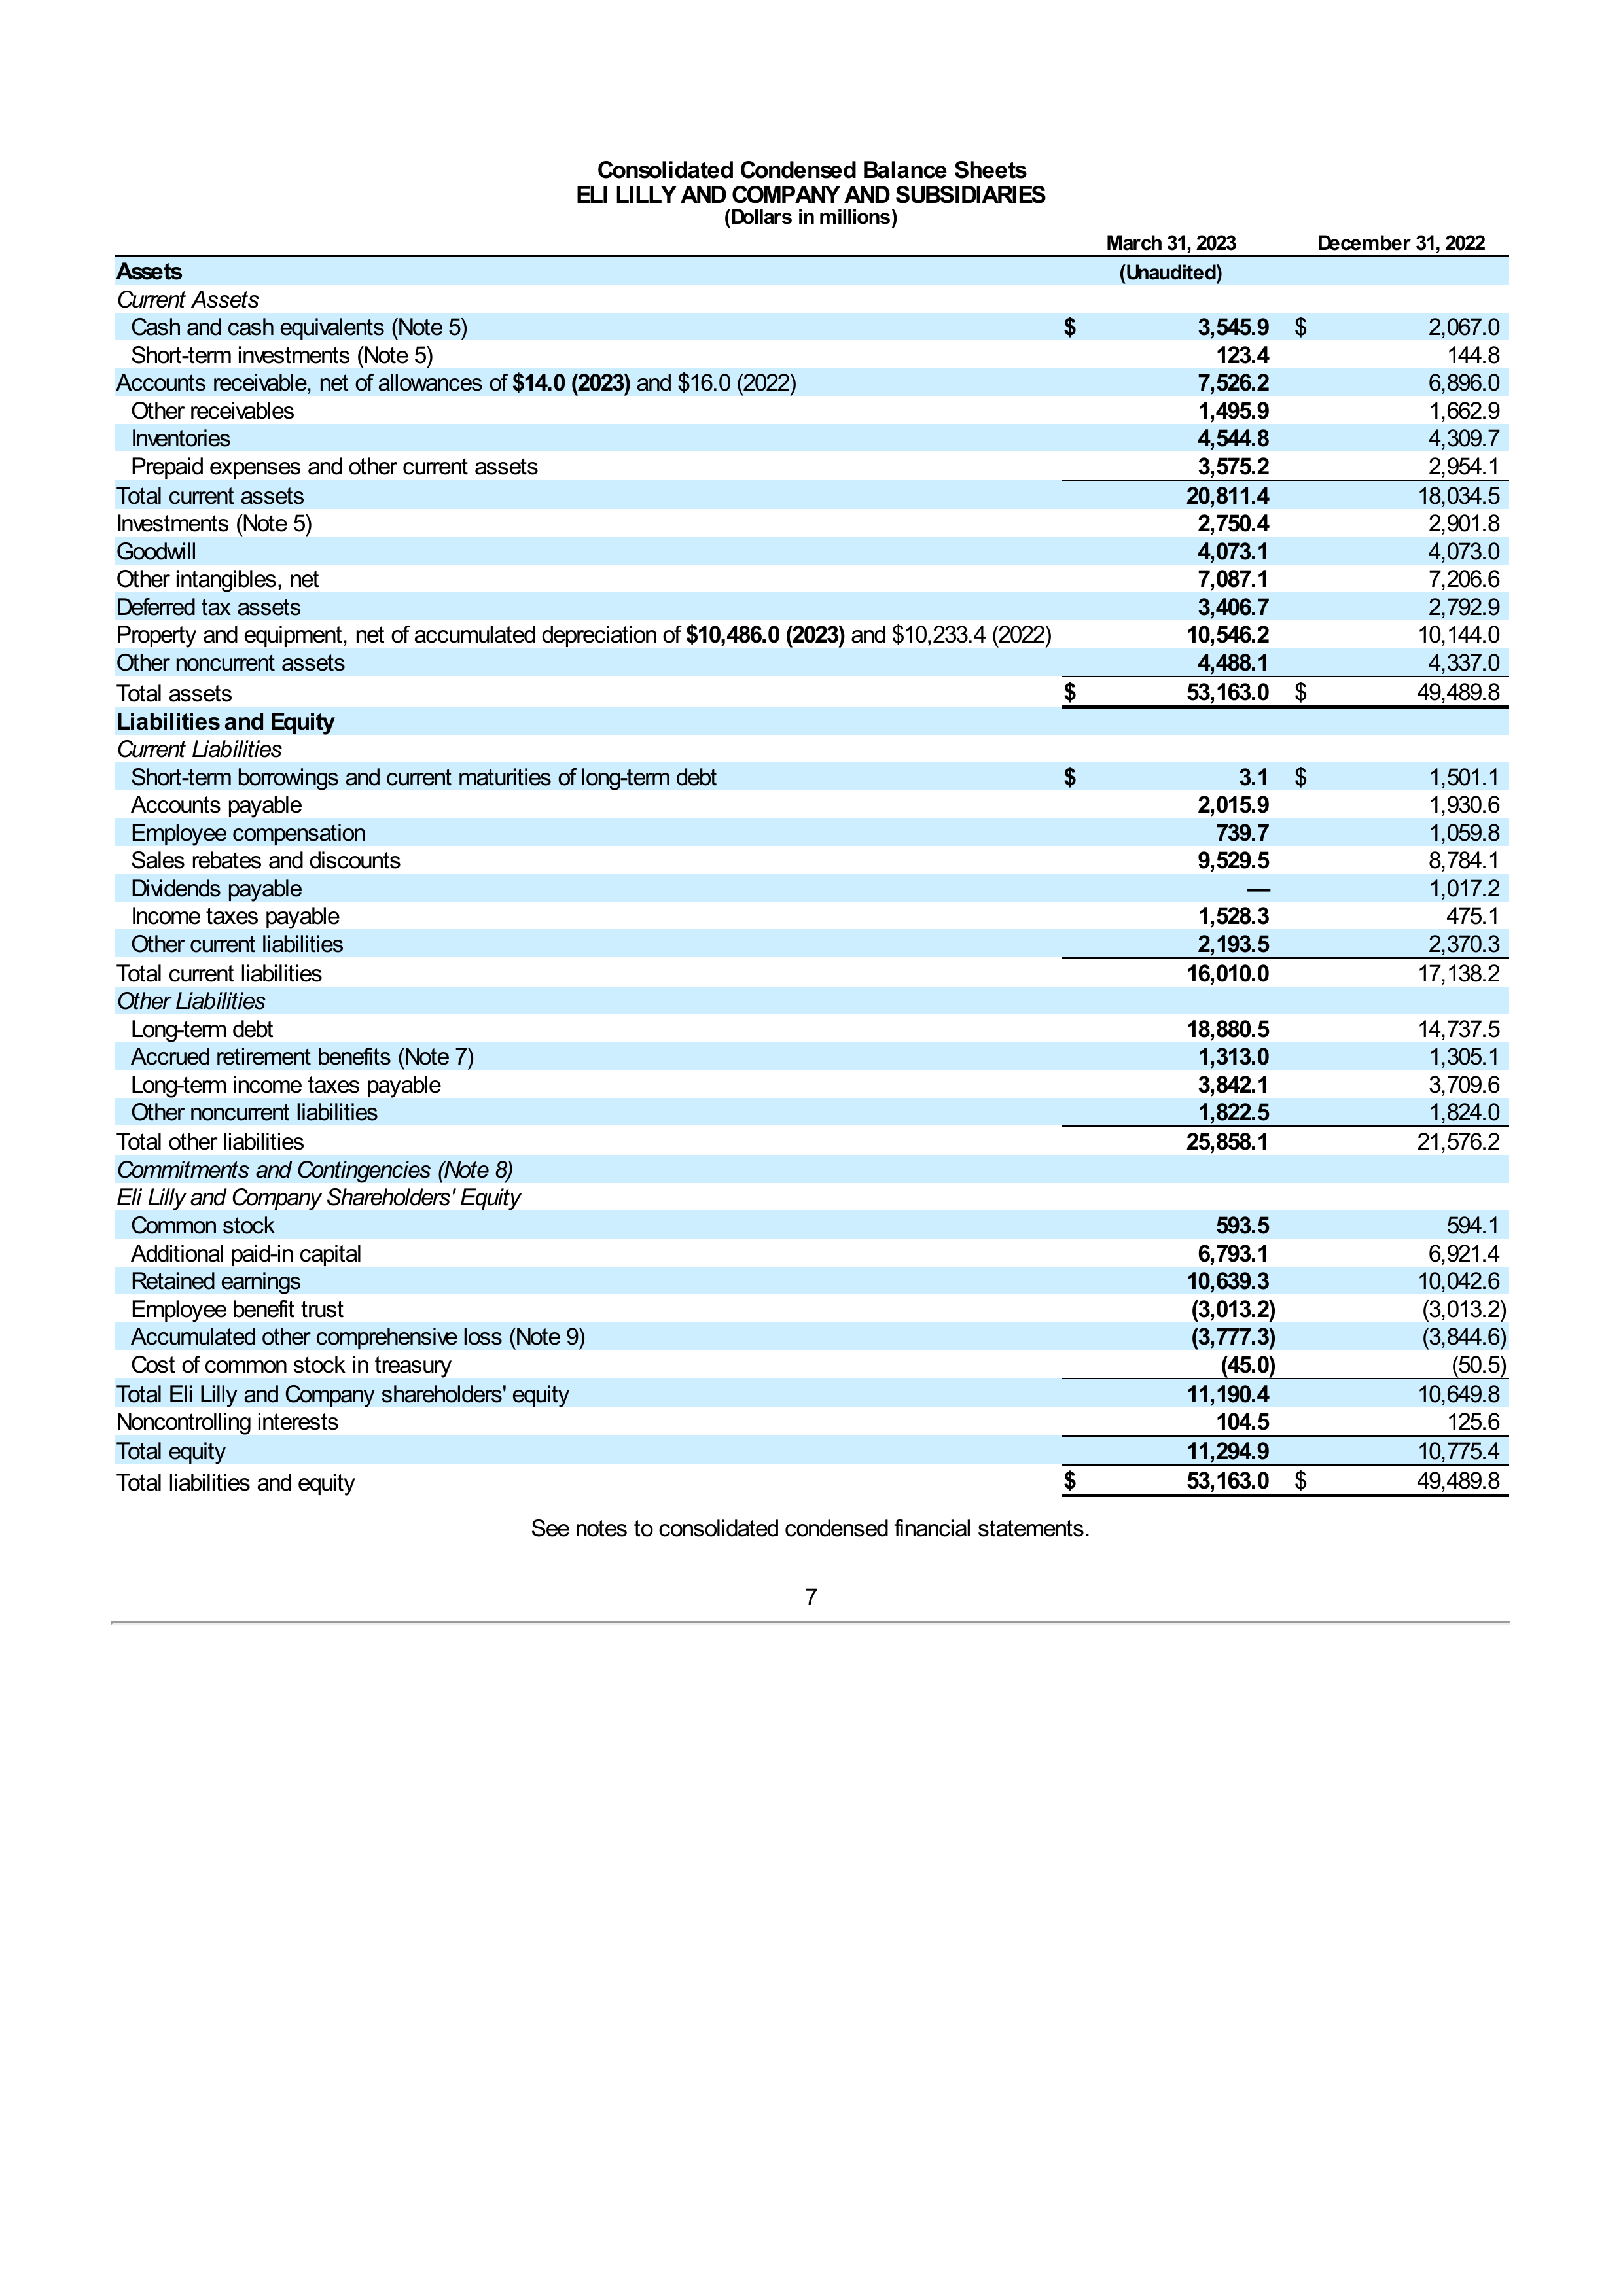 Consolidated Condensed Balance Sheets
ELI LILLY AND COMPANY AND SUBSIDIARIES
(Dollars in millions)
March 31, 2023 December 31, 2022
Assets (Unaudited)
Current Assets
Cash and cash equivalents (Note 5) $ 3,545.9 $ 2,067.0
Short-term investments (Note 5) 123.4 144.8
Accounts receivable, net of allowances of $14.0 (2023) and $16.0 (2022) 7,526.2 6,896.0
Other receivables 1,495.9 1,662.9
Inventories 4,544.8 4,309.7
Prepaid expenses and other current assets 3,575.2 2,954.1
Total current assets 20,811.4 18,034.5
Investments (Note 5) 2,750.4 2,901.8
Goodwill 4,073.1 4,073.0
Other intangibles, net 7,087.1 7,206.6
Deferred tax assets 3,406.7 2,792.9
Property and equipment, net of accumulated depreciation of $10,486.0 (2023) and $10,233.4 (2022) 10,546.2 10,144.0
Other noncurrent assets 4,488.1 4,337.0
Total assets $ 53,163.0 $ 49,489.8
Liabilities and Equity
Current Liabilities
Short-term borrowings and current maturities of long-term debt $ 3.1 $ 1,501.1
Accounts payable 2,015.9 1,930.6
Employee compensation 739.7 1,059.8
Sales rebates and discounts 9,529.5 8,784.1
Dividends payable — 1,017.2
Income taxes payable 1,528.3 475.1
Other current liabilities 2,193.5 2,370.3
Total current liabilities 16,010.0 17,138.2
Other Liabilities
Long-term debt 18,880.5 14,737.5
Accrued retirement benefits (Note 7) 1,313.0 1,305.1
Long-term income taxes payable 3,842.1 3,709.6
Other noncurrent liabilities 1,822.5 1,824.0
Total other liabilities 25,858.1 21,576.2
Commitments and Contingencies (Note 8)
Eli Lilly and Company Shareholders' Equity
Common stock 593.5 594.1
Additional paid-in capital 6,793.1 6,921.4
Retained earnings 10,639.3 10,042.6
Employee benefit trust (3,013.2) (3,013.2)
Accumulated other comprehensive loss (Note 9) (3,777.3) (3,844.6)
Cost of common stock in treasury (45.0) (50.5)
Total Eli Lilly and Company shareholders' equity 11,190.4 10,649.8
Noncontrolling interests 104.5 125.6
Total equity 11,294.9 10,775.4
Total liabilities and equity $ 53,163.0 $ 49,489.8
See notes to consolidated condensed financial statements.
7